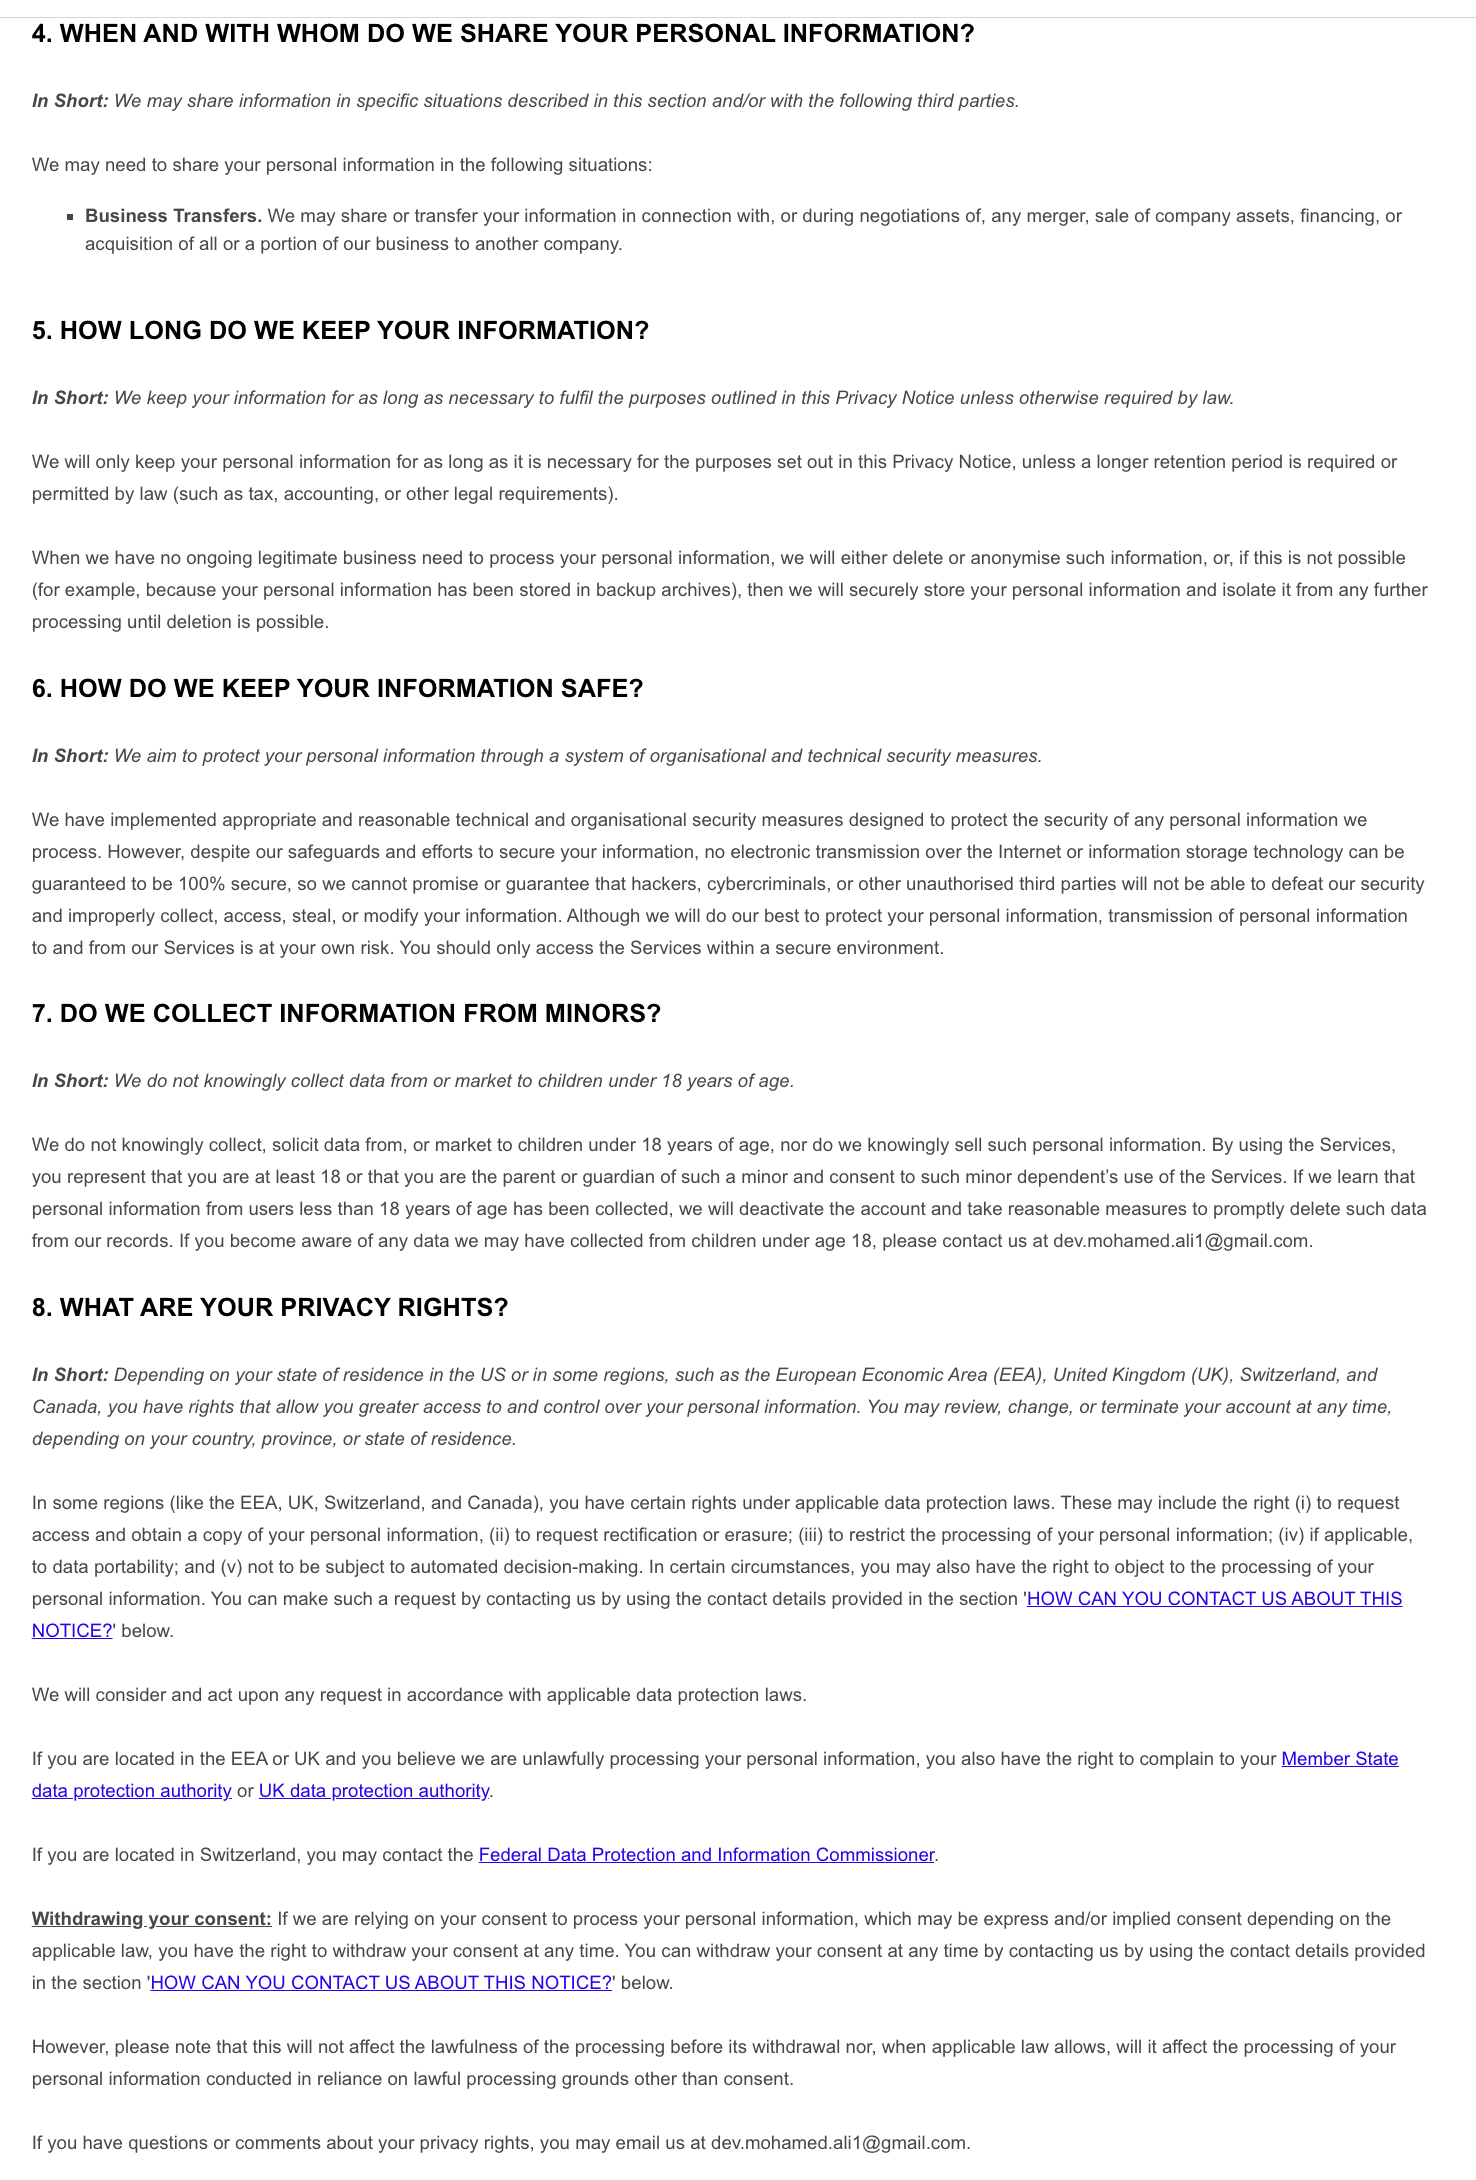 4. WHEN AND WITH WHOM DO WE SHARE YOUR PERSONAL INFORMATION?
In Short: We may share information in specific situations described in this section and/or with the following third parties.
We may need to share your personal information in the following situations:
▪ Business Transfers. We may share or transfer your information in connection with, or during negotiations of, any merger, sale of company assets, financing, or
acquisition of all or a portion of our business to another company.
5. HOW LONG DO WE KEEP YOUR INFORMATION?
In Short: We keep your information for as long as necessary to fulfil the purposes outlined in this Privacy Notice unless otherwise required by law.
We will only keep your personal information for as long as it is necessary for the purposes set out in this Privacy Notice, unless a longer retention period is required or
permitted by law (such as tax, accounting, or other legal requirements).
When we have no ongoing legitimate business need to process your personal information, we will either delete or anonymise such information, or, if this is not possible
(for example, because your personal information has been stored in backup archives), then we will securely store your personal information and isolate it from any further
processing until deletion is possible.
6. HOW DO WE KEEP YOUR INFORMATION SAFE?
In Short: We aim to protect your personal information through a system of organisational and technical security measures.
We have implemented appropriate and reasonable technical and organisational security measures designed to protect the security of any personal information we
process. However, despite our safeguards and efforts to secure your information, no electronic transmission over the Internet or information storage technology can be
guaranteed to be 100% secure, so we cannot promise or guarantee that hackers, cybercriminals, or other unauthorised third parties will not be able to defeat our security
and improperly collect, access, steal, or modify your information. Although we will do our best to protect your personal information, transmission of personal information
to and from our Services is at your own risk. You should only access the Services within a secure environment.
7. DO WE COLLECT INFORMATION FROM MINORS?
In Short: We do not knowingly collect data from or market to children under 18 years of age.
We do not knowingly collect, solicit data from, or market to children under 18 years of age, nor do we knowingly sell such personal information. By using the Services,
you represent that you are at least 18 or that you are the parent or guardian of such a minor and consent to such minor dependent’s use of the Services. If we learn that
personal information from users less than 18 years of age has been collected, we will deactivate the account and take reasonable measures to promptly delete such data
from our records. If you become aware of any data we may have collected from children under age 18, please contact us at dev.mohamed.ali1@gmail.com.
8. WHAT ARE YOUR PRIVACY RIGHTS?
In Short: Depending on your state of residence in the US or in some regions, such as the European Economic Area (EEA), United Kingdom (UK), Switzerland, and
Canada, you have rights that allow you greater access to and control over your personal information. You may review, change, or terminate your account at any time,
depending on your country, province, or state of residence.
In some regions (like the EEA, UK, Switzerland, and Canada), you have certain rights under applicable data protection laws. These may include the right (i) to request
access and obtain a copy of your personal information, (ii) to request rectification or erasure; (iii) to restrict the processing of your personal information; (iv) if applicable,
to data portability; and (v) not to be subject to automated decision-making. In certain circumstances, you may also have the right to object to the processing of your
personal information. You can make such a request by contacting us by using the contact details provided in the section 'HOW CAN YOU CONTACT US ABOUT THIS
NOTICE?' below.
We will consider and act upon any request in accordance with applicable data protection laws.
If you are located in the EEA or UK and you believe we are unlawfully processing your personal information, you also have the right to complain to your Member State
data protection authority or UK data protection authority.
If you are located in Switzerland, you may contact the Federal Data Protection and Information Commissioner.
Withdrawing your consent: If we are relying on your consent to process your personal information, which may be express and/or implied consent depending on the
applicable law, you have the right to withdraw your consent at any time. You can withdraw your consent at any time by contacting us by using the contact details provided
in the section 'HOW CAN YOU CONTACT US ABOUT THIS NOTICE?' below.
However, please note that this will not affect the lawfulness of the processing before its withdrawal nor, when applicable law allows, will it affect the processing of your
personal information conducted in reliance on lawful processing grounds other than consent.
If you have questions or comments about your privacy rights, you may email us at dev.mohamed.ali1@gmail.com.